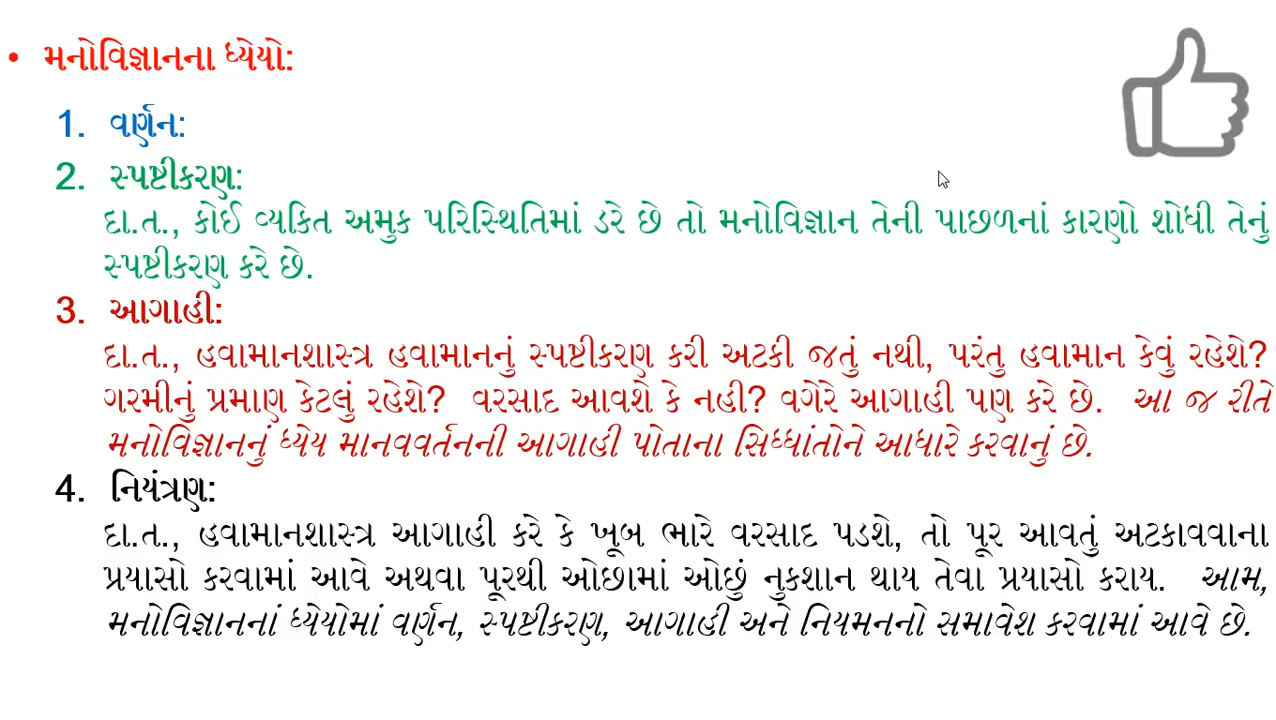 • મનોવિજ્ઞાનના ધ્યેયો:
1. વર્ણન:
2. સ્પષ્ટીકરણ:
દા.ત., કોઈ વ્યકિત અમુક પરિસ્થિતિમાં ડરે છે તો મનોવિજ્ઞાન તેની પાછળનાં કારણો શોધી તેનું
સ્પષ્ટીકરણ કરે છે.
3. આગાહી:
દા.ત., હવામાનશાસ્ત્ર હવામાનનું સ્પષ્ટીકરણ કરી અટકી જતું નથી, પરંતુ હવામાન કેવું રહેશે?
ગરમીનું પ્રમાણ કેટલું રહેશે? વરસાદ આવશે કે નહી? વગેરે આગાહી પણ કરે છે. આ જ રીતે
મનોવિજ્ઞાનનું ધ્યેય માનવવર્તનની આગાહી પોતાના સિધ્ધાંતોને આધારે કરવાનું છે.
4. નિયંત્રણ:
દા.ત., હવામાનશાસ્ત્ર આગાહી કરે કે ખૂબ ભારે વરસાદ પડશે, તો પૂર આવતું અટકાવવાના
પ્રયાસો કરવામાં આવે અથવા પૂરથી ઓછામાં ઓછું નુકશાન થાય તેવા પ્રયાસો કરાય. આમ,
મનોવિજ્ઞાનનાં ધ્યેયોમાં વર્ણન, સ્પષ્ટીકરણ, આગાહી અને નિયમનનો સમાવેશ કરવામાં આવે છે.